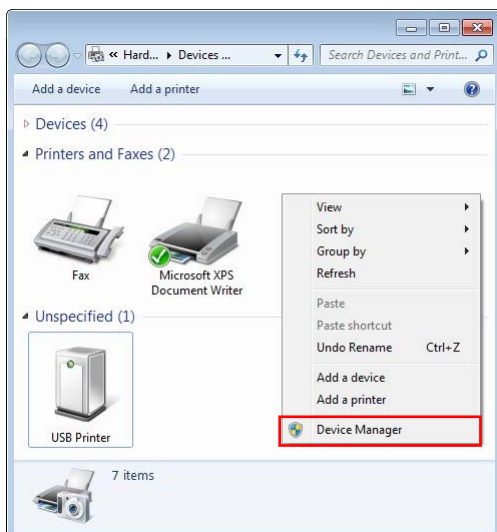 « Hard... ▸ Devices ...
Search Devices and Print...
Add a device Add a printer
Devices (4)
Printers and Faxes (2)
Fax
Microsoft XPS
Document Writer
View
Sort by
Group by
Refresh
Paste
Paste shortcut
Undo Rename Ctrl+Z
Add a device
Add a printer
Device Manager
Unspecified (1)
USB Printer
7 items